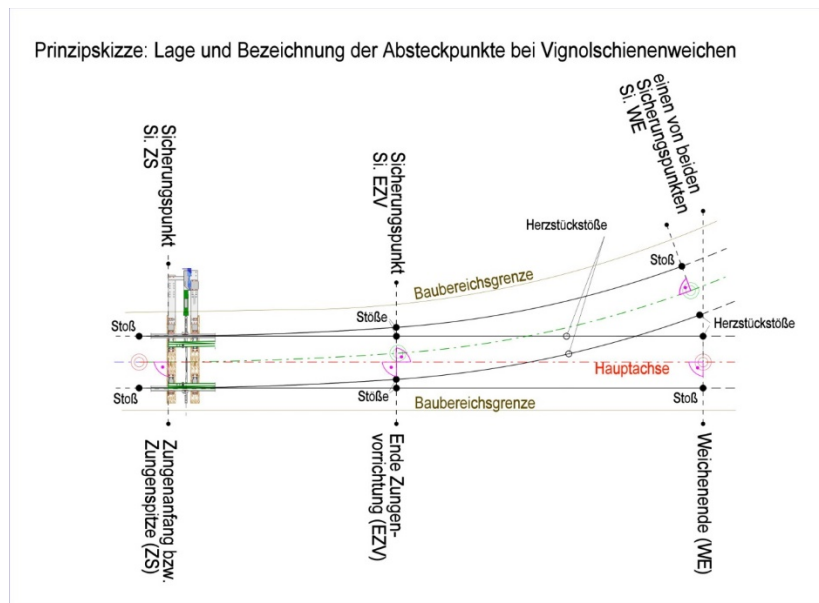 Prinzipskizze: Lage und Bezeichnung der Absteckpunkte bei Vignolschienenweichen
Sicherungspunkt
Si. ZS
Sicherungspunkt
Si. EZV
einen von beiden
Sicherungspunkten
Si. WE
Herzstückstöße
Stoß
Baubereichsgrenze
Stoß
Stöße
Herzstückstöße
Hauptachse
Stoß
Stöße
Baubereichsgrenze
Stoß
Zungenanfang bzw.
Zungenspitze (ZS)
Ende Zungen-
vorrichtung (EZV)
Weichenende (WE)